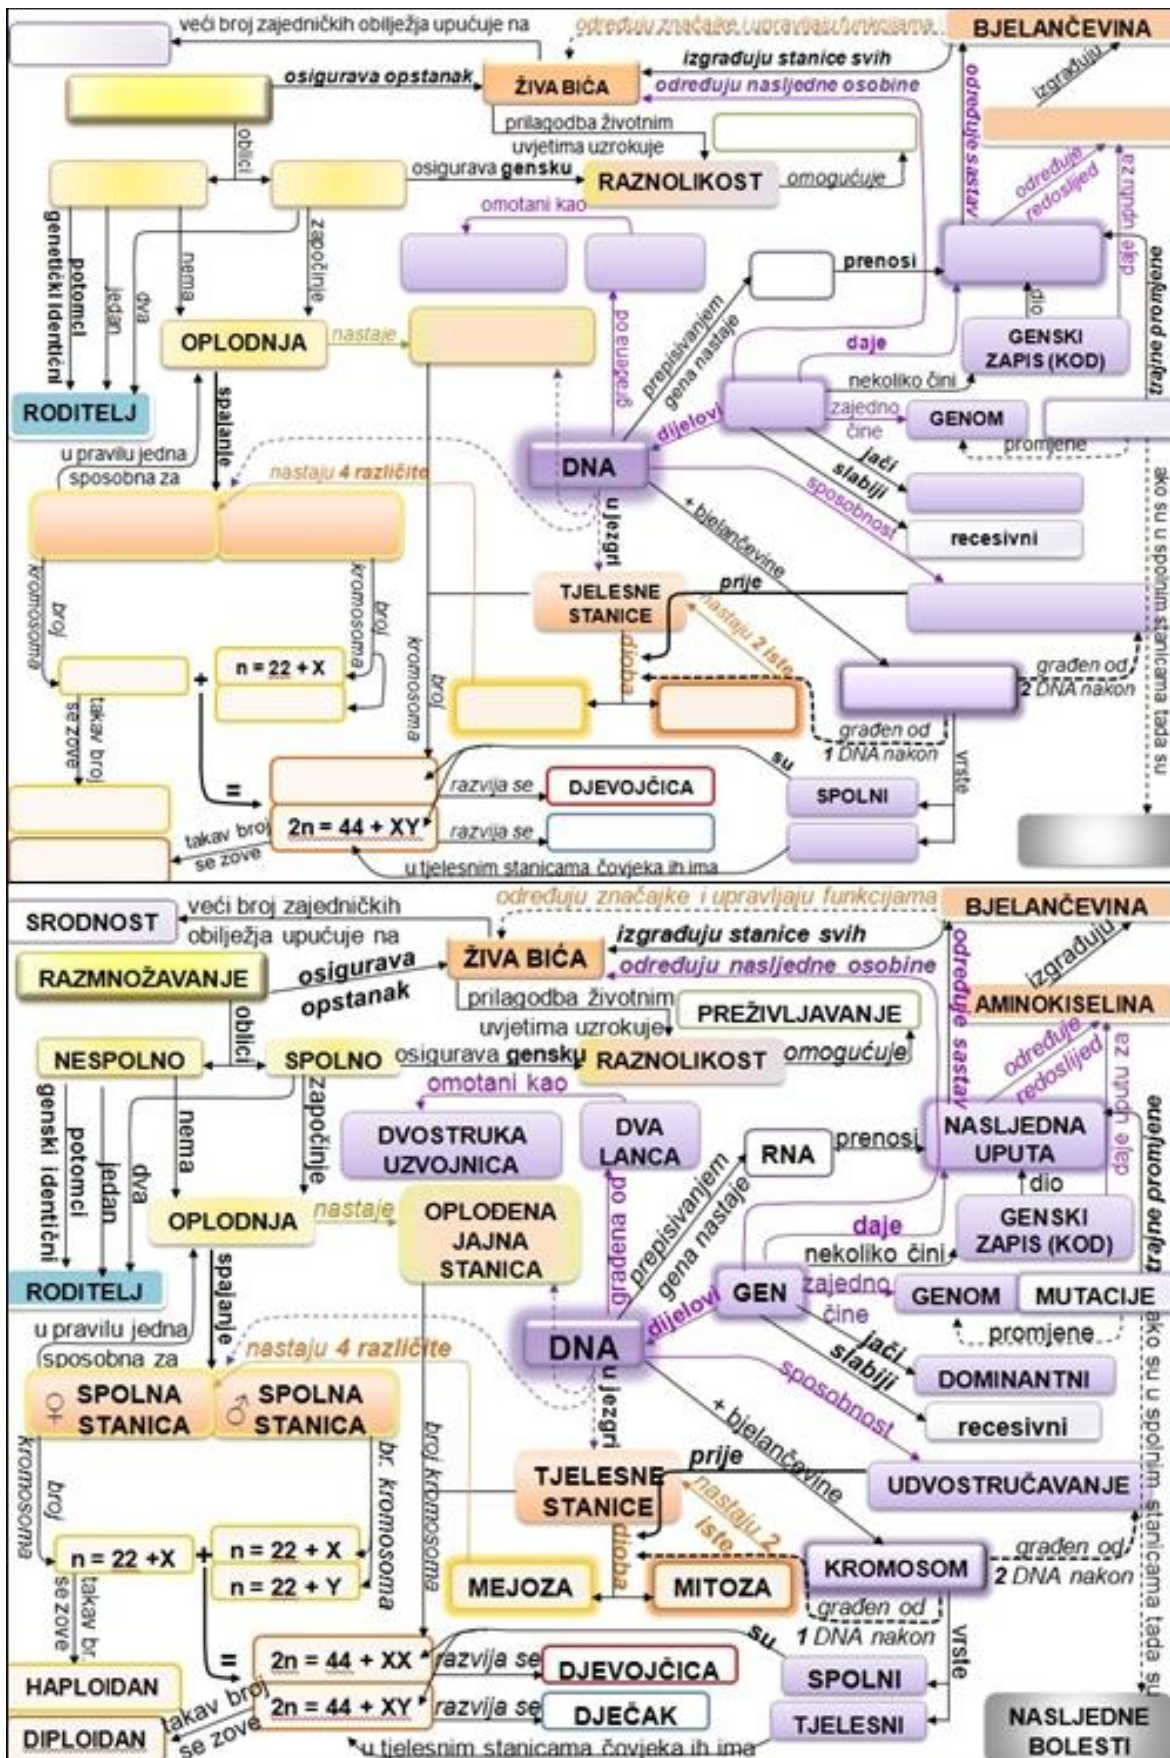 veći broj zajedničkih obilježja upućuje na
određuju značajke i upravljaju funkcijama
BJELANČEVINA
izgrađuju stanice svih
osigurava opstanak
ŽIVA BIĆA
određuju nasljedne osobine
izgrađuju
prilagodba životnim
uvjetima uzrokuje
oblici
osigurava gensku
RAZNOLIKOST
omogućuje
određuje sastav
određuje
redoslijed
daje uputu za
omotani kao
genetički identični
potomci
jedan
dva
nema
započinje
prenosi
dio
trajne promjene
OPLODNJA
nastaje
građena od
prepisivanjem
gena nastaje
daje
GENSKI
ZAPIS (KOD)
nekoliko čini
RODITELJ
spajanje
dijelovi
zajedno
čine
GENOM
promjene
u pravilu jedna
sposobna za
nastaju 4 različite
DNA
jači
slabiji
sposobnost
recesivni
u jezgri
+ bjelančevine
ako su u spolnim stanicama tada su
broj
kromosoma
broj
kromosoma
TJELESNE
STANICE
prije
nastaju 2 iste
dioba
n = 22 + X
+
broj
kromosoma
građen od
2 DNA nakon
takav broj
se zove
građen od
1 DNA nakon
vrste
=
su
razvija se
DJEVOJČICA
SPOLNI
2n = 44 + XY
razvija se
takav broj
se zove
u tjelesnim stanicama čovjeka ih ima
SRODNOST
veći broj zajedničkih
obilježja upućuje na
određuju značajke i upravljaju funkcijama
BJELANČEVINA
izgrađuju stanice svih
RAZMNOŽAVANJE
osigurava
opstanak
ŽIVA BIĆA
određuju nasljedne osobine
izgrađuju
oblici
prilagodba životnim
uvjetima uzrokuje
PREŽIVLJAVANJE
određuje sastav
AMINOKISELINA
NESPOLNO
SPOLNO
osigurava gensku
RAZNOLIKOST
omogućuje
određuje
redoslijed
daje uputu za
omotani kao
genski identični
potomci
jedan
dva
nema
započinje
DVOSTRUKA
UZVOJNICA
DVA
LANCA
RNA
prenosi
NASLJEDNA
UPUTA
dio
trajne promjene
OPLODNJA
nastaje
OPLOĐENA
JAJNA
STANICA
građena od
prepisivanjem
gena nastaje
daje
GENSKI
ZAPIS (KOD)
nekoliko čini
RODITELJ
spajanje
dijelovi
GEN
zajedno
čine
GENOM
MUTACIJE
promjene
u pravilu jedna
sposobna za
nastaju 4 različite
DNA
jači
slabiji
DOMINANTNI
♀ SPOLNA
STANICA
♂ SPOLNA
STANICA
u jezgri
+ bjelančevine
sposobnost
recesivni
ako su u spolnim stanicama tada su
broj
kromosoma
br. kromosoma
broj kromosoma
TJELESNE
STANICE
prije
UDVOSTRUČAVANJE
nastaju 2
iste
dioba
n = 22 +X
+
n = 22 + X
n = 22 + Y
MEJOZA
MITOZA
KROMOSOM
građen od
2 DNA nakon
takav br.
se zove
građen od
1 DNA nakon
vrste
=
su
2n = 44 + XX
razvija se
DJEVOJČICA
SPOLNI
HAPLOIDAN
2n = 44 + XY
razvija se
DJEČAK
TJELESNI
takav broj
se zove
DIPLOIDAN
u tjelesnim stanicama čovjeka ih ima
NASLJEDNE
BOLESTI